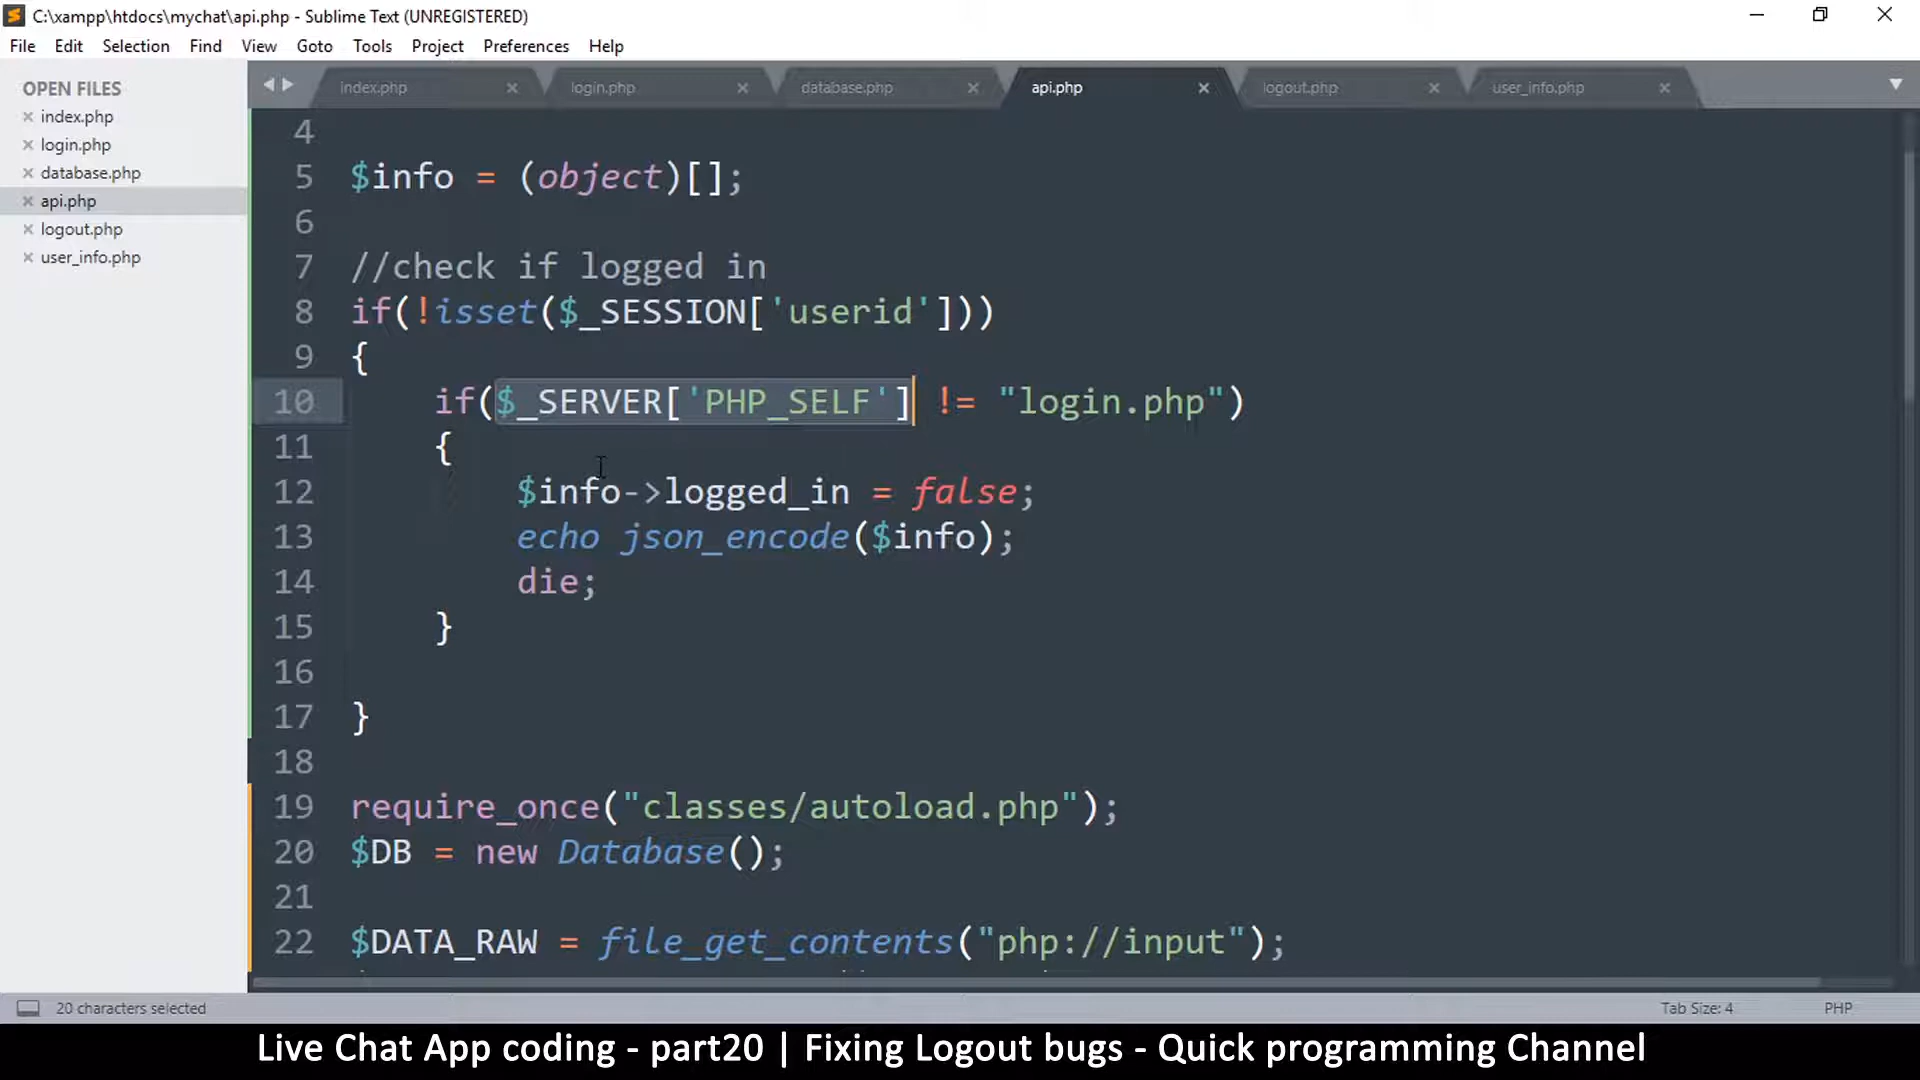 C:\xampp\htdocs\mychat\api.php - Sublime Text (UNREGISTERED)
File Edit Selection Find View Goto Tools Project Preferences Help
OPEN FILES
index.php
login.php
database.php
api.php
logout.php
user_info.php
index.php login.php database.php api.php logout.php user_info.php
4
5 $info = (object)[];
6
7 //check if logged in
8 if(!isset($_SESSION['userid']))
9 {
10 if($_SERVER['PHP_SELF'] != "login.php")
11 {
12 $info->logged_in = false;
13 echo json_encode($info);
14 die;
15 }
16
17 }
18
19 require_once("classes/autoload.php");
20 $DB = new Database();
21
22 $DATA_RAW = file_get_contents("php://input");
20 characters selected
Tab Size: 4
PHP
Live Chat App coding - part20 | Fixing Logout bugs - Quick programming Channel